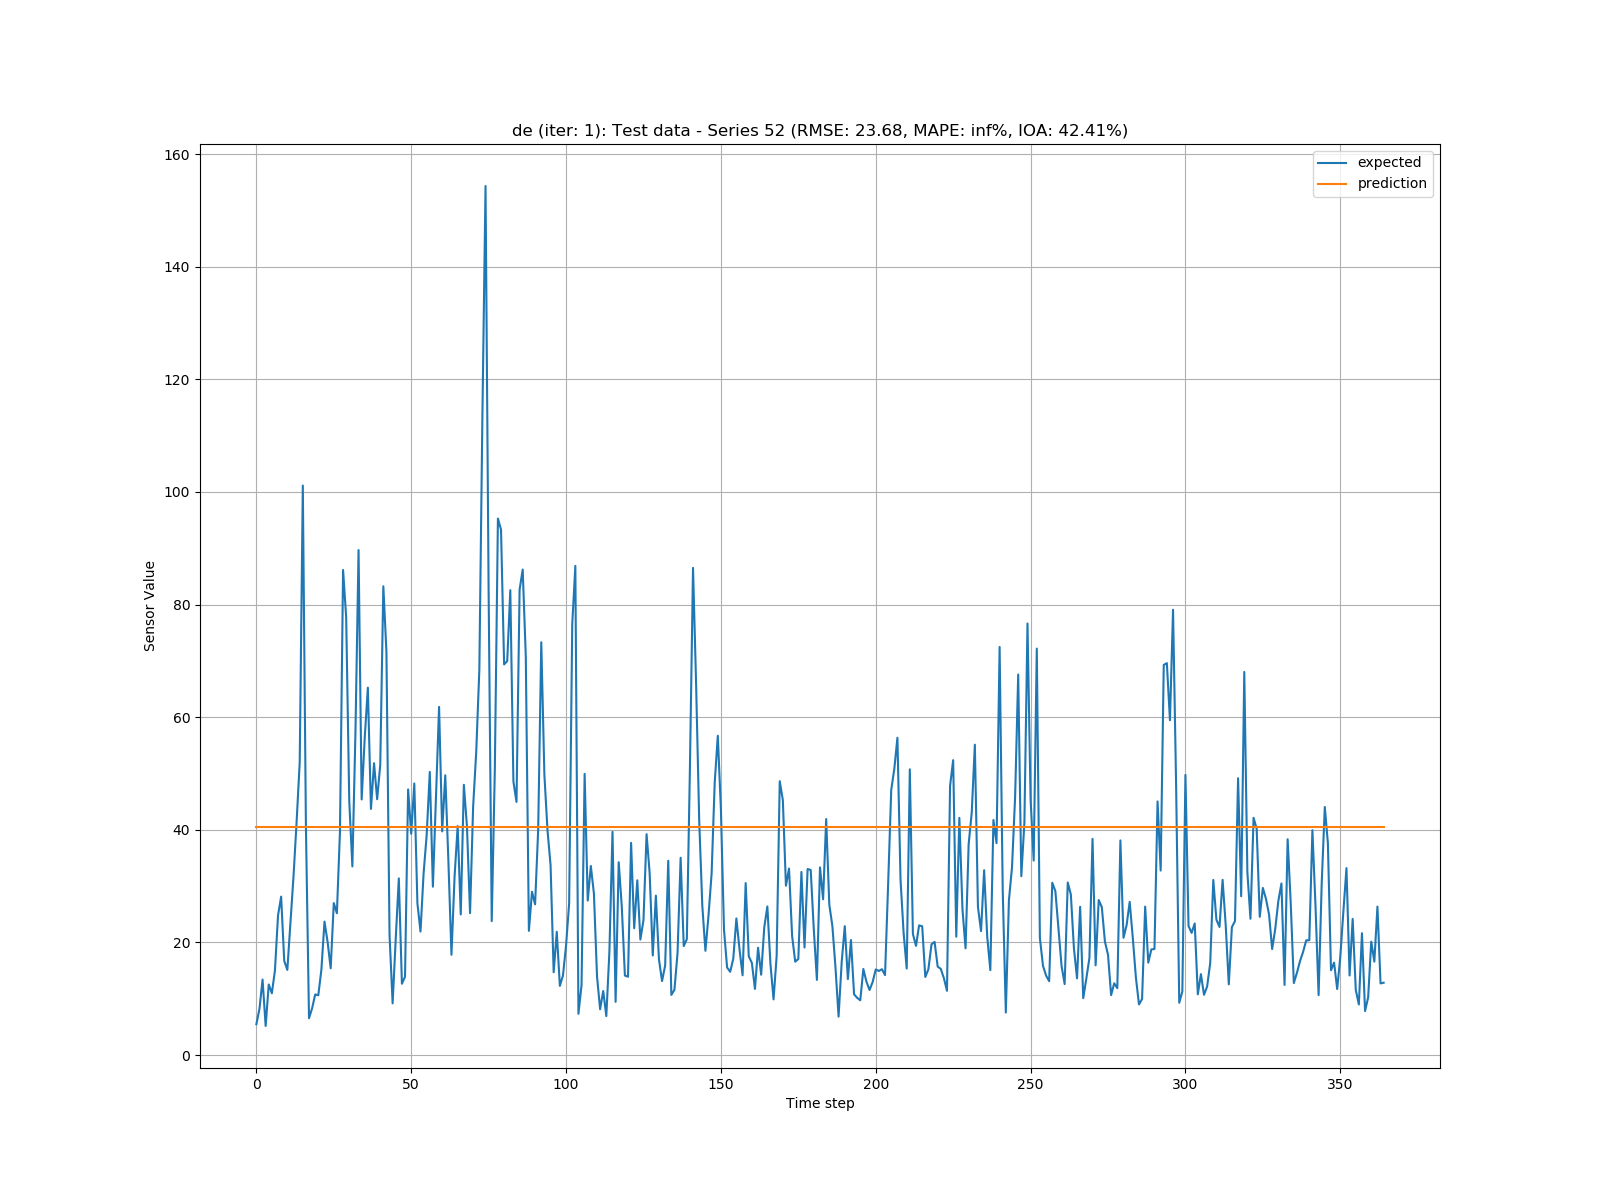 de (iter: 1): Test data - Series 52 (RMSE: 23.68, MAPE: inf%, IOA: 42.41%)
expected
prediction
160
140
120
100
80
60
40
20
0
Sensor Value
0 50 100 150 200 250 300 350
Time step